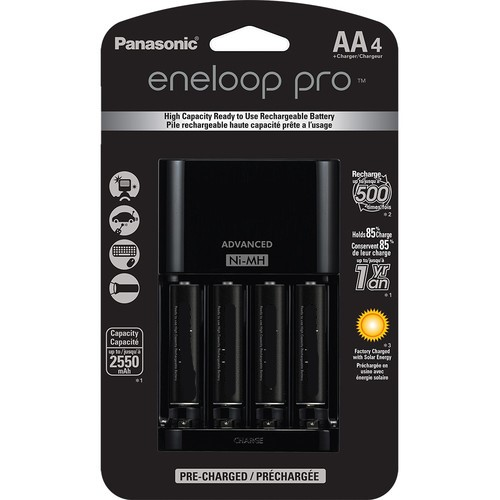 Panasonic
AA4
+Charger/Chargeur
eneloop pro™
High Capacity Ready to Use Rechargeable Battery
Pile rechargeable haute capacité prête a l'usage
Recharge
up to/jusqu'à
500
times/fois
*2
ADVANCED
Ni-MH
Holds 85% Charge
Conservent 85%
de leur charge
up to/jusqu'à
1 yr
an
*1
Capacity
Capacité
up to / jusqu'à
2550
mAh
*1
*3
Factory Charged
with Solar Energy
Préchargée en
usine avec
énergie solaire
CHARGE
PRE-CHARGED / PRÉCHARGÉE